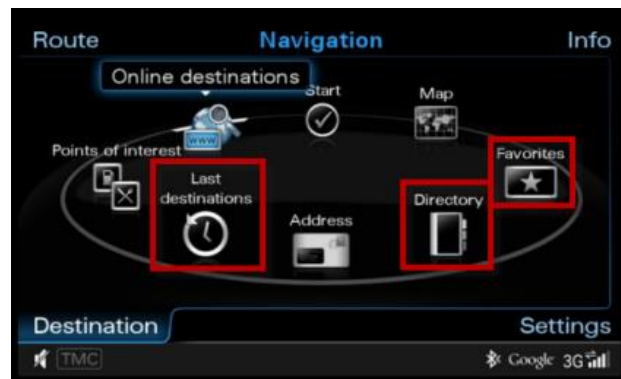 Route
Navigation
Info
Online destinations
Start
Map
www
Points of interest
Favorites
Last
destinations
Directory
Address
Destination
Settings
TMC
Google 3G